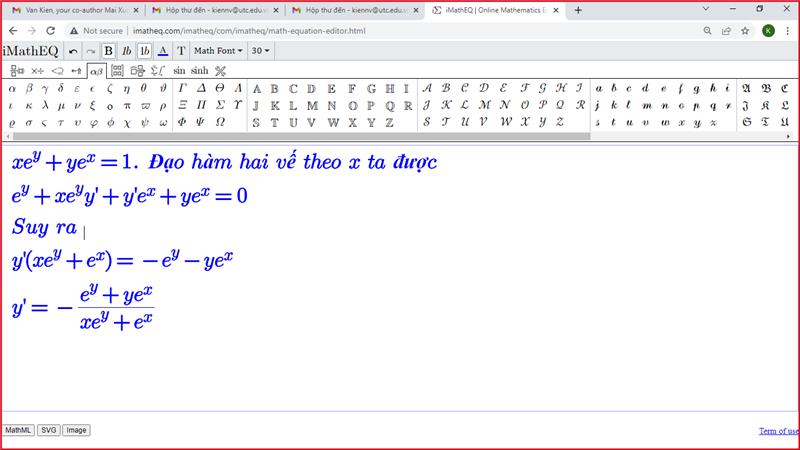 Van Kien, your co-author Mai Xu
Hộp thư đến - kiennv@utc.edu.v
Hộp thư đến - kiennv@utc.edu.v
iMathEQ | Online Mathematics E
Not secure | imatheq.com/imatheq/com/imatheq/math-equation-editor.html
K
iMathEQ B Ib Ib A T Math Font 30
αβ sin sinh
α β γ δ ε ϵ ζ η θ ϑ Γ Δ Θ Λ A B C D E F G H I A B C D E F G H I a b c d e f g h i A B C
ι κ λ μ ν ξ ο π ϖ ρ Ξ Π Σ Υ J K L M N O P Q R J K L M N O P Q R j k l m n o p q r J K L
ϱ σ ς τ υ φ ϕ χ ψ ω Φ Ψ Ω S T U V W X Y Z S T U V W X Y Z s t u v w x y z S T U
xe^y + ye^x = 1. Đạo hàm hai vế theo x ta được
e^y + xe^y y' + y'e^x + ye^x = 0
Suy ra
y'(xe^y + e^x) = −e^y − ye^x
y' = − (e^y + ye^x)/(xe^y + e^x)
MathML SVG Image
Term of use